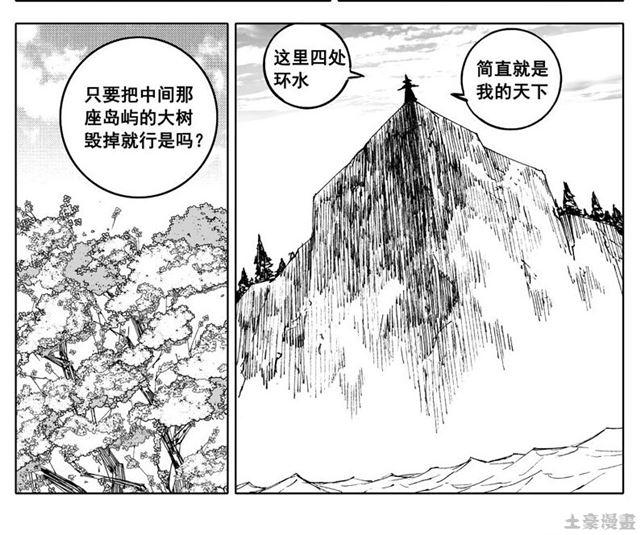 只要把中间那
座岛屿的大树
毁掉就行是吗?
这里四处
环水
简直就是
我的天下
土豪漫畫